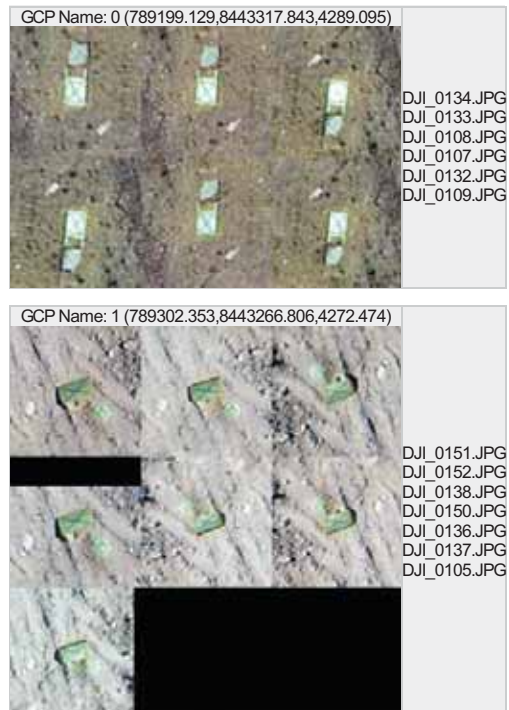 GCP Name: 0 (789199.129,8443317.843,4289.095)
DJI_0134.JPG
DJI_0133.JPG
DJI_0108.JPG
DJI_0107.JPG
DJI_0132.JPG
DJI_0109.JPG
GCP Name: 1 (789302.353,8443266.806,4272.474)
DJI_0151.JPG
DJI_0152.JPG
DJI_0138.JPG
DJI_0150.JPG
DJI_0136.JPG
DJI_0137.JPG
DJI_0105.JPG